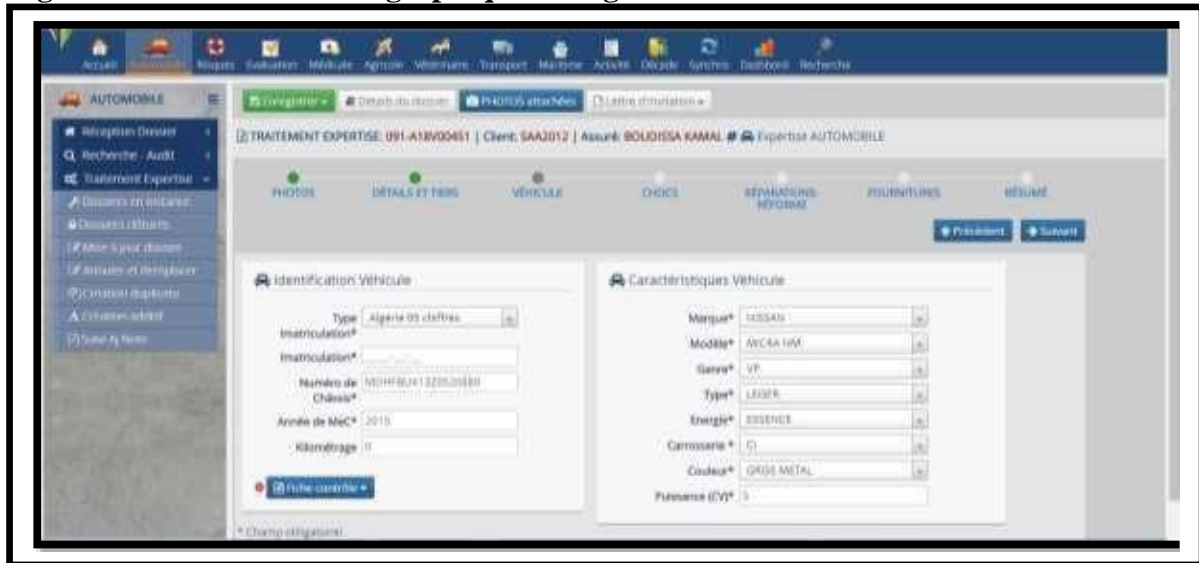 Accueil Automobile Risques Evaluation Médicale Agricole Vétérinaire Transport Maritime Activité Décade Synchro Dashbord Recherche
AUTOMOBILE
Réception Dossier
Recherche - Audit
Traitement Expertise
Dossiers en instance
Dossiers clôturés
Mise à jour dossier
Annuler et Remplacer
Création duplicata
Création additif
Enregistrer
Détails du dossier
PHOTOS attachées
Lettre d'invitation
TRAITEMENT EXPERTISE: 091-A18V00451 | Client: SAA2012 | Assuré: BOUDISSA KAMAL # Expertise AUTOMOBILE
PHOTOS
DÉTAILS ET TIERS
VÉHICULE
CHOCS
RÉPARATIONS
RÉFORME
FOURNITURES
RÉSUMÉ
Précédent
Suivant
Identification Véhicule
Type Imatriculation*
Algérie 09 chiffres
Imatriculation*
Numéro de Châssis*
Année de MeC* 2015
Kilométrage 0
Fiche contrôle
* Champ obligatoire
Caractéristiques Véhicule
Marque* NISSAN
Modèle* MICRA
Genre* VP
Type* LEGER
Energie* ESSENCE
Carrosserie * CI
Couleur* GRISE METAL
Puissance (CV)*